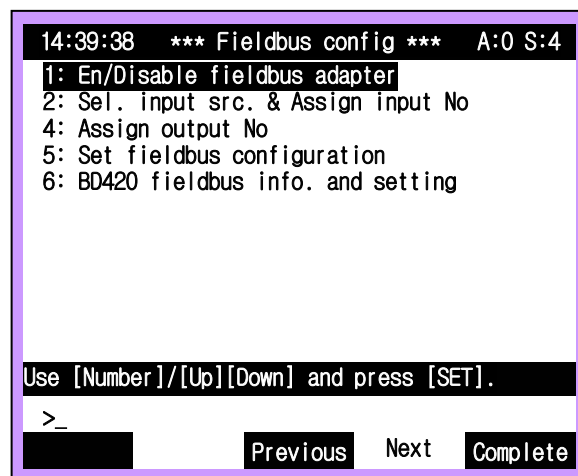 14:39:38 *** Fieldbus config *** A:0 S:4
1: En/Disable fieldbus adapter
2: Sel. input src. & Assign input No
4: Assign output No
5: Set fieldbus configuration
6: BD420 fieldbus info. and setting
Use [Number]/[Up][Down] and press [SET].
>_
Previous Next Complete